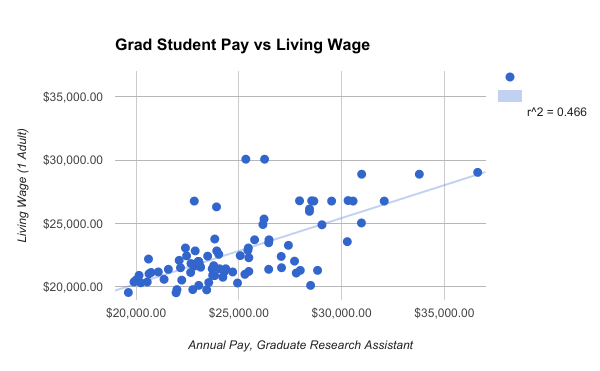 Grad Student Pay vs Living Wage
Living Wage (1 Adult)
$35,000.00
$30,000.00
$25,000.00
$20,000.00
r^2 = 0.466
$20,000.00 $25,000.00 $30,000.00 $35,000.00
Annual Pay, Graduate Research Assistant